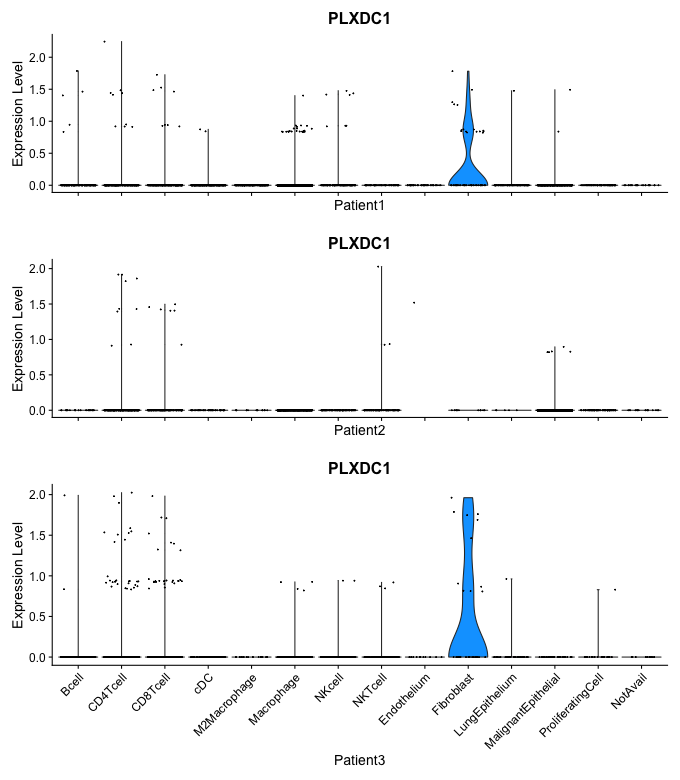 PLXDC1
Expression Level
2.0
1.5
1.0
0.5
0.0
Patient1
PLXDC1
Expression Level
2.0
1.5
1.0
0.5
0.0
Patient2
PLXDC1
Expression Level
2.0
1.5
1.0
0.5
0.0
Bcell
CD4Tcell
CD8Tcell
cDC
M2Macrophage
Macrophage
NKcell
NKTcell
Endothelium
Fibroblast
LungEpithelium
MalignantEpithelial
ProliferatingCell
NotAvail
Patient3